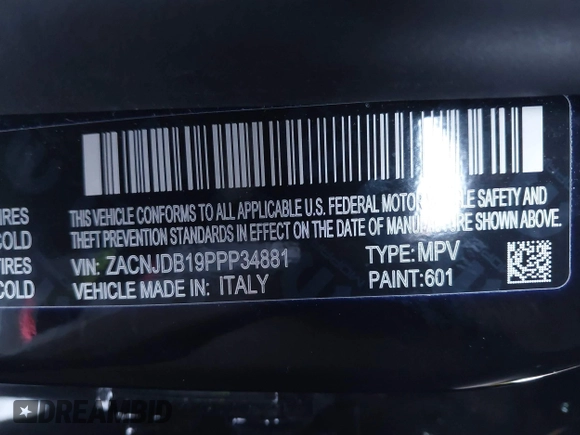 THIS VEHICLE CONFORMS TO ALL APPLICABLE U.S. FEDERAL MOTOR VEHICLE SAFETY AND
THEFT PREVENTION STANDARDS IN EFFECT ON THE DATE OF MANUFACTURE SHOWN ABOVE.
IRES
COLD
VIN: ZACNJDB19PPP34881 TYPE: MPV
IRES
VEHICLE MADE IN: ITALY PAINT: 601
COLD
DREAMBID